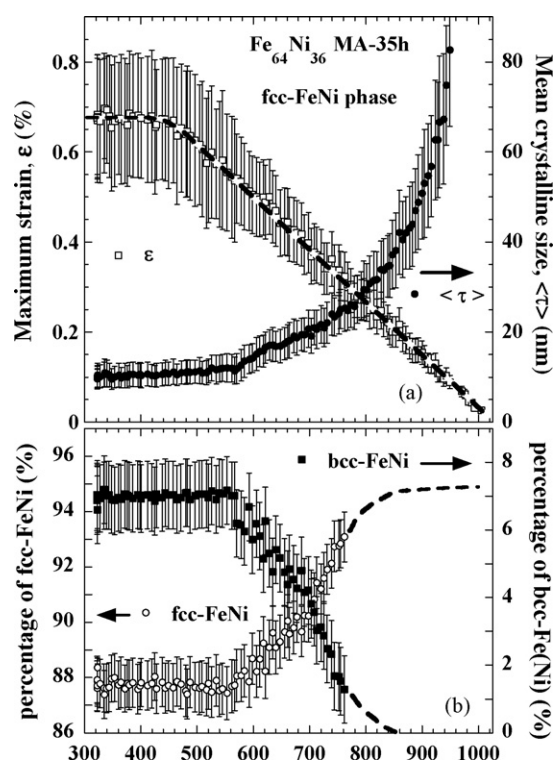 Fe64Ni36 MA-35h
fcc-FeNi phase
Maximum strain, ε (%)
0.8
0.6
0.4
0.2
0
ε
< τ >
(a)
80
60
40
20
0
Mean crystalline size, <τ> (nm)
percentage of fcc-FeNi (%)
96
94
92
90
88
86
bcc-FeNi
fcc-FeNi
(b)
8
6
4
2
0
percentage of bcc-Fe(Ni) (%)
300 400 500 600 700 800 900 1000